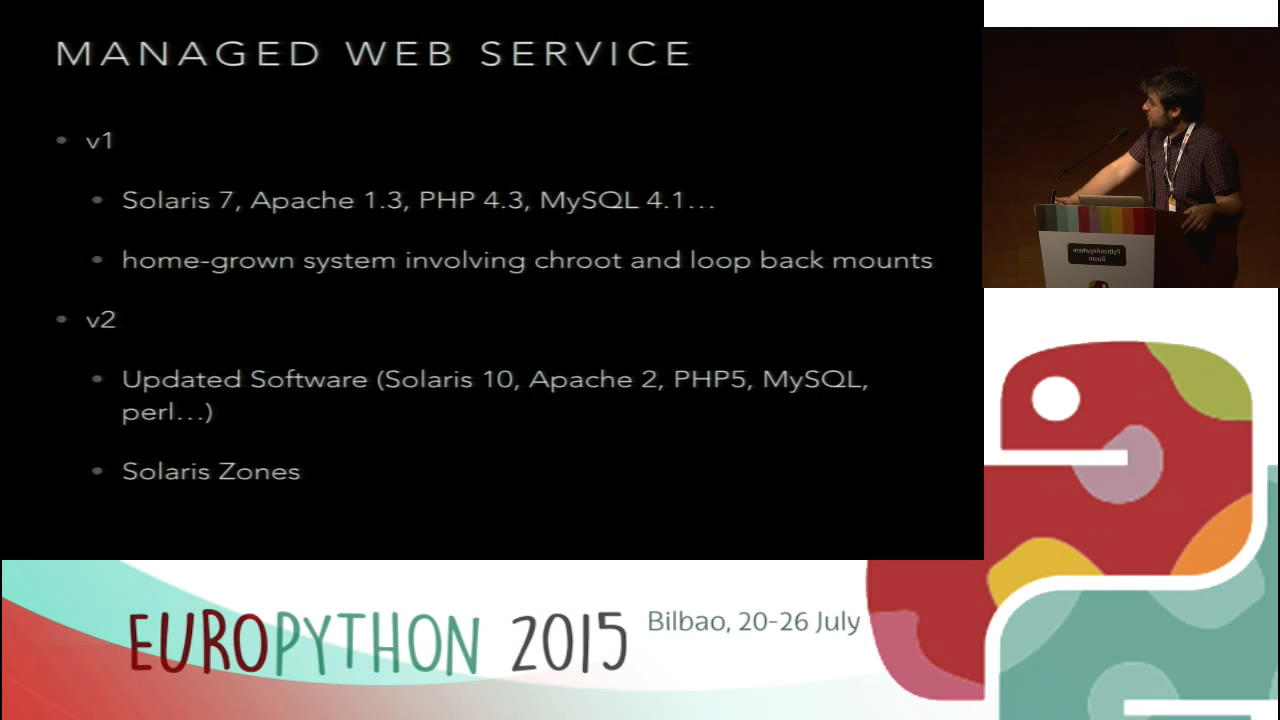 MANAGED WEB SERVICE
• v1
• Solaris 7, Apache 1.3, PHP 4.3, MySQL 4.1...
• home-grown system involving chroot and loop back mounts
• v2
• Updated Software (Solaris 10, Apache 2, PHP5, MySQL,
perl...)
• Solaris Zones
PythonAnywhere
Room
EUROPYTHON 2015
Bilbao, 20-26 July